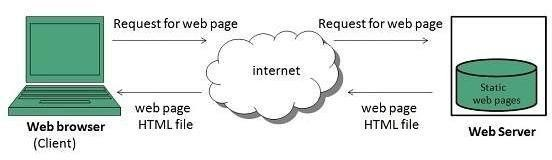 Request for web page
Request for web page
internet
Static
web pages
web page
HTML file
web page
HTML file
Web browser
(Client)
Web Server